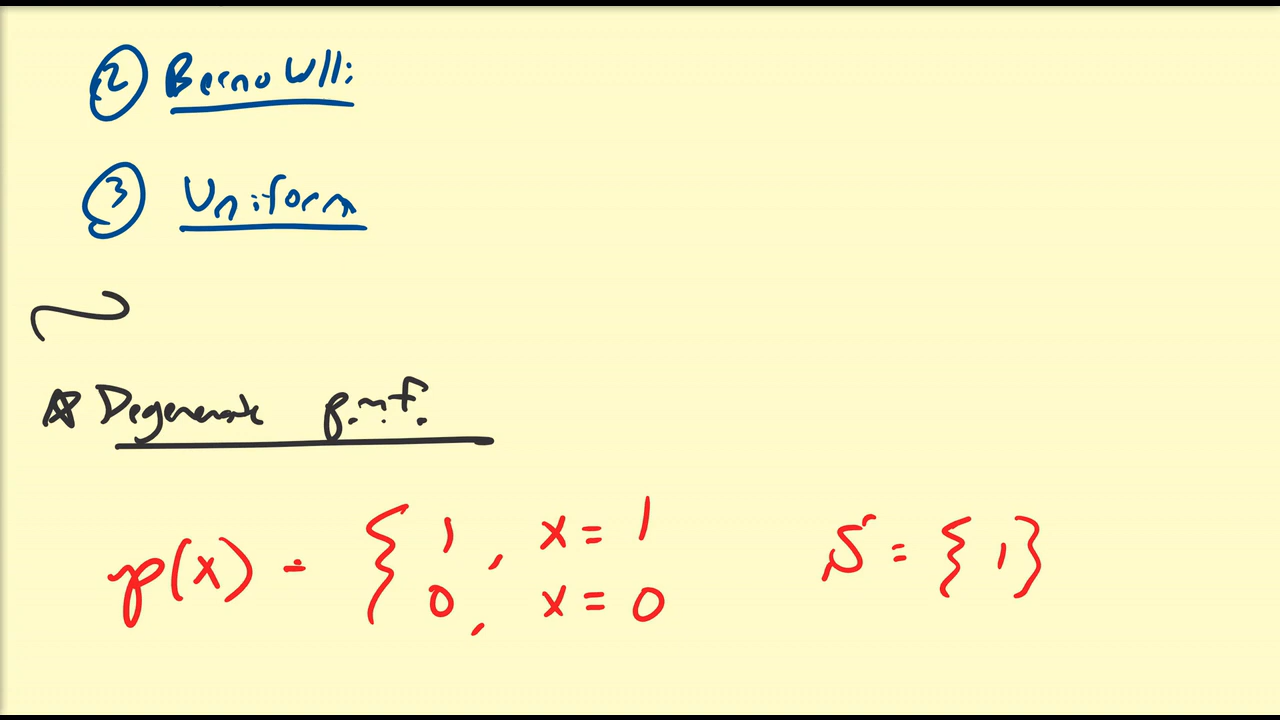 ② Bernoulli
③ Uniform
☆ Degenerate p.m.f.
p(x) = { 1, x = 1 S = { 1 }
0, x = 0